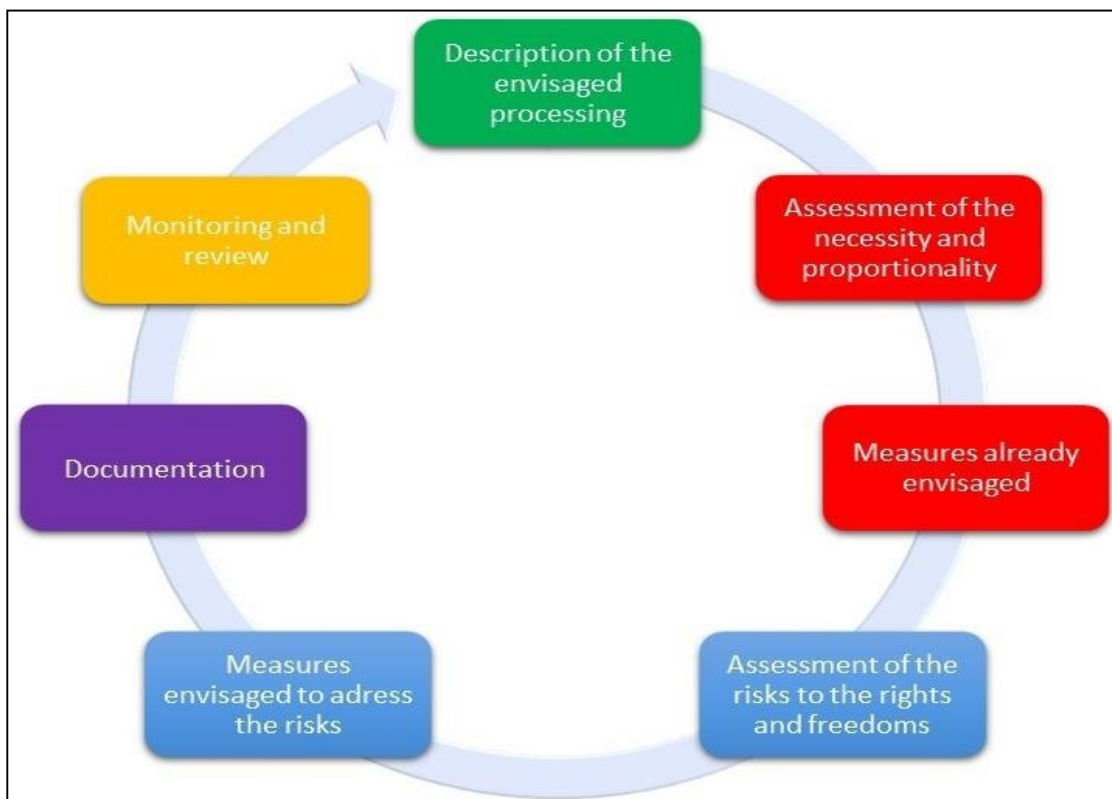 Description of the
envisaged
processing
Assessment of the
necessity and
proportionality
Measures already
envisaged
Assessment of the
risks to the rights
and freedoms
Measures
envisaged to adress
the risks
Documentation
Monitoring and
review